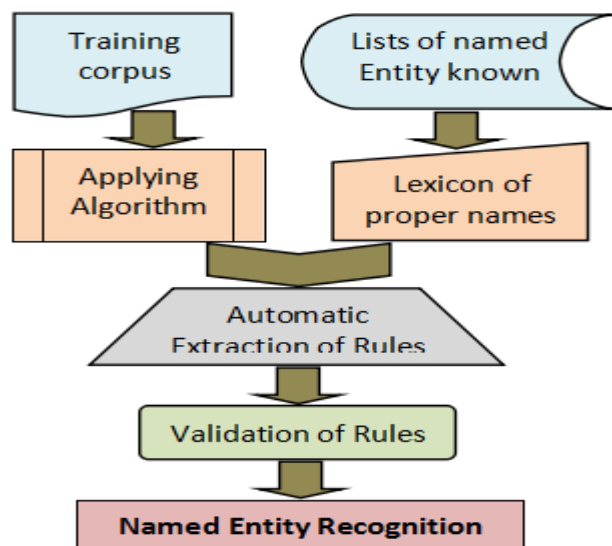 Training
corpus
Lists of named
Entity known
Applying
Algorithm
Lexicon of
proper names
Automatic
Extraction of Rules
Validation of Rules
Named Entity Recognition